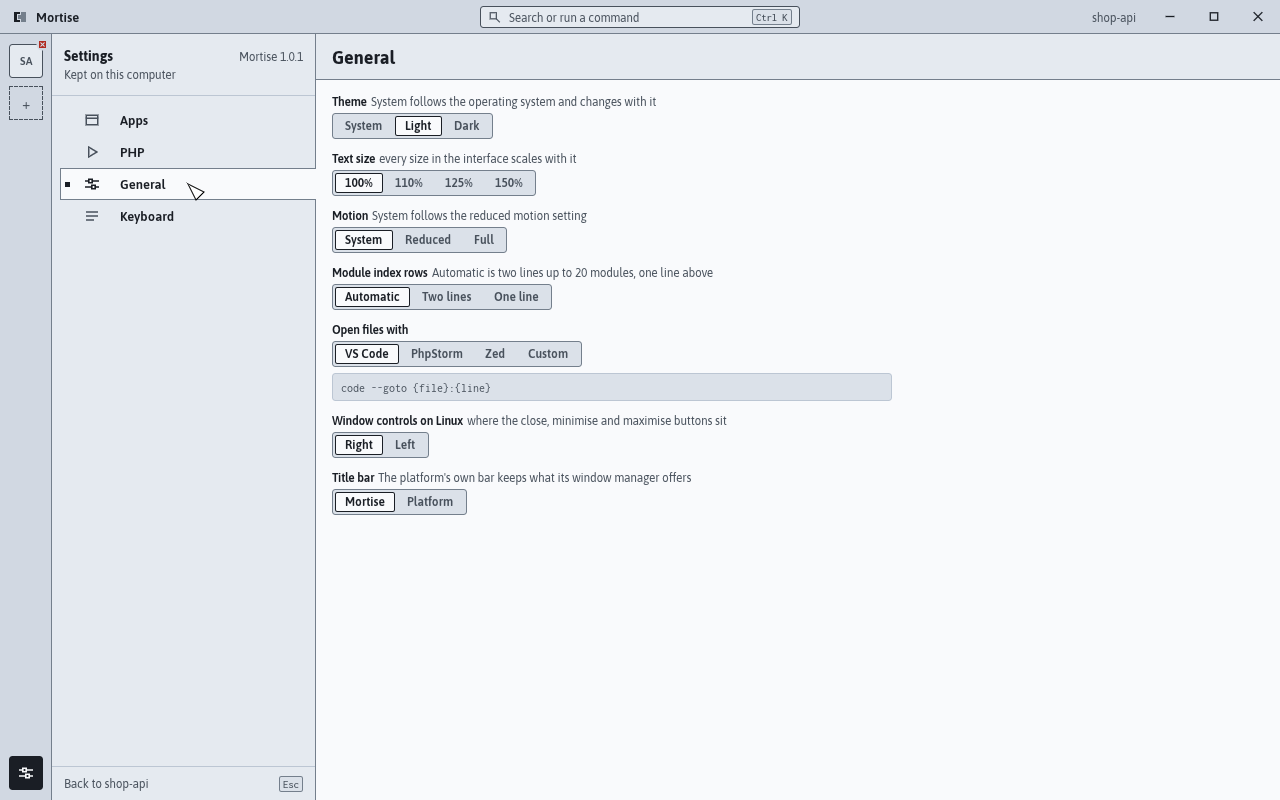 Mortise
Search or run a command
Ctrl K
shop-api
SA
+
Settings
Mortise 1.0.1
Kept on this computer
Apps
PHP
General
Keyboard
Back to shop-api
Esc
General
Theme System follows the operating system and changes with it
System Light Dark
Text size every size in the interface scales with it
100% 110% 125% 150%
Motion System follows the reduced motion setting
System Reduced Full
Module index rows Automatic is two lines up to 20 modules, one line above
Automatic Two lines One line
Open files with
VS Code PhpStorm Zed Custom
code --goto {file}:{line}
Window controls on Linux where the close, minimise and maximise buttons sit
Right Left
Title bar The platform's own bar keeps what its window manager offers
Mortise Platform